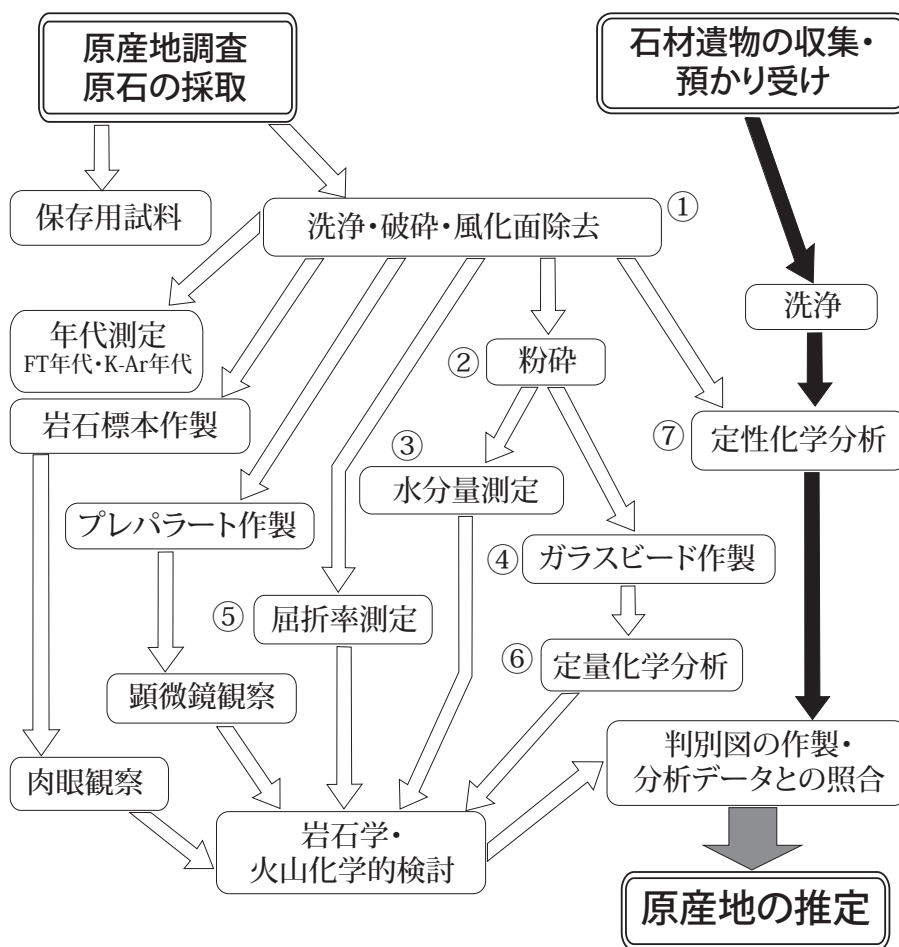 原産地調査
原石の採取
石材遺物の収集・
預かり受け
保存用試料
洗浄・破砕・風化面除去
①
洗浄
年代測定
FT年代・K-Ar年代
②
粉砕
岩石標本作製
⑦
定性化学分析
③
水分量測定
プレパラート作製
④
ガラスビード作製
⑤
屈折率測定
⑥
定量化学分析
顕微鏡観察
肉眼観察
判別図の作製・
分析データとの照合
岩石学・
火山化学的検討
原産地の推定